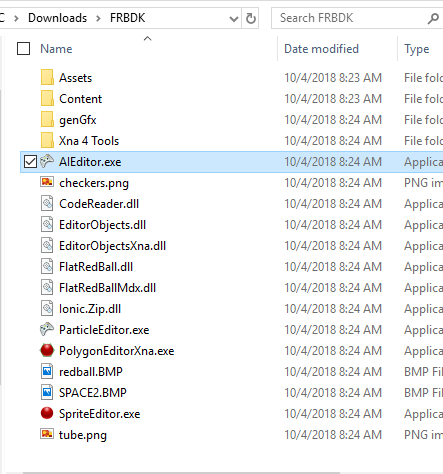 C > Downloads > FRBDK Search FRBDK
Name Date modified Type
Assets 10/4/2018 8:23 AM File fold
Content 10/4/2018 8:23 AM File fold
genGfx 10/4/2018 8:24 AM File fold
Xna 4 Tools 10/4/2018 8:24 AM File fold
AIEditor.exe 10/4/2018 8:24 AM Applica
checkers.png 10/4/2018 8:24 AM PNG im
CodeReader.dll 10/4/2018 8:24 AM Applica
EditorObjects.dll 10/4/2018 8:24 AM Applica
EditorObjectsXna.dll 10/4/2018 8:24 AM Applica
FlatRedBall.dll 10/4/2018 8:24 AM Applica
FlatRedBallMdx.dll 10/4/2018 8:24 AM Applica
Ionic.Zip.dll 10/4/2018 8:24 AM Applica
ParticleEditor.exe 10/4/2018 8:24 AM Applica
PolygonEditorXna.exe 10/4/2018 8:24 AM Applica
redball.BMP 10/4/2018 8:24 AM BMP Fil
SPACE2.BMP 10/4/2018 8:24 AM BMP Fil
SpriteEditor.exe 10/4/2018 8:24 AM Applica
tube.png 10/4/2018 8:24 AM PNG im